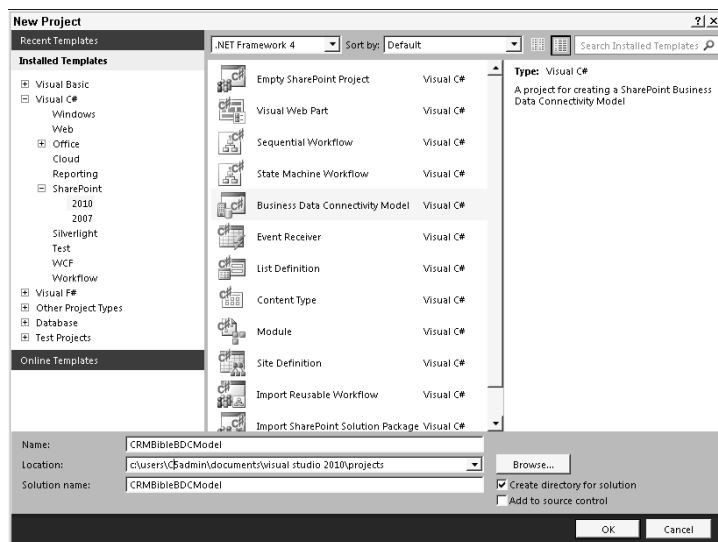 New Project
Recent Templates
Installed Templates
Visual Basic
Visual C#
Windows
Web
Office
Cloud
Reporting
SharePoint
2010
2007
Silverlight
Test
WCF
Workflow
Visual F#
Other Project Types
Database
Test Projects
Online Templates
.NET Framework 4 Sort by: Default Search Installed Templates
Empty SharePoint Project Visual C#
Visual Web Part Visual C#
Sequential Workflow Visual C#
State Machine Workflow Visual C#
Business Data Connectivity Model Visual C#
Event Receiver Visual C#
List Definition Visual C#
Content Type Visual C#
Module Visual C#
Site Definition Visual C#
Import Reusable Workflow Visual C#
Import SharePoint Solution Package Visual C#
Type: Visual C#
A project for creating a SharePoint Business
Data Connectivity Model
Name: CRMBibleBDCModel
Location: c:\users\C5admin\documents\visual studio 2010\projects Browse...
Solution name: CRMBibleBDCModel
Create directory for solution
Add to source control
OK Cancel